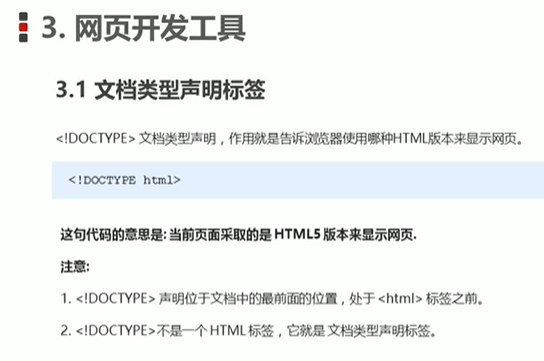 3. 网页开发工具
3.1 文档类型声明标签
<!DOCTYPE> 文档类型声明，作用就是告诉浏览器使用哪种HTML版本来显示网页。
<!DOCTYPE html>
这句代码的意思是: 当前页面采取的是 HTML5 版本来显示网页.
注意:
1. <!DOCTYPE> 声明位于文档中的最前面的位置，处于 <html> 标签之前。
2. <!DOCTYPE>不是一个 HTML 标签，它就是 文档类型声明标签。